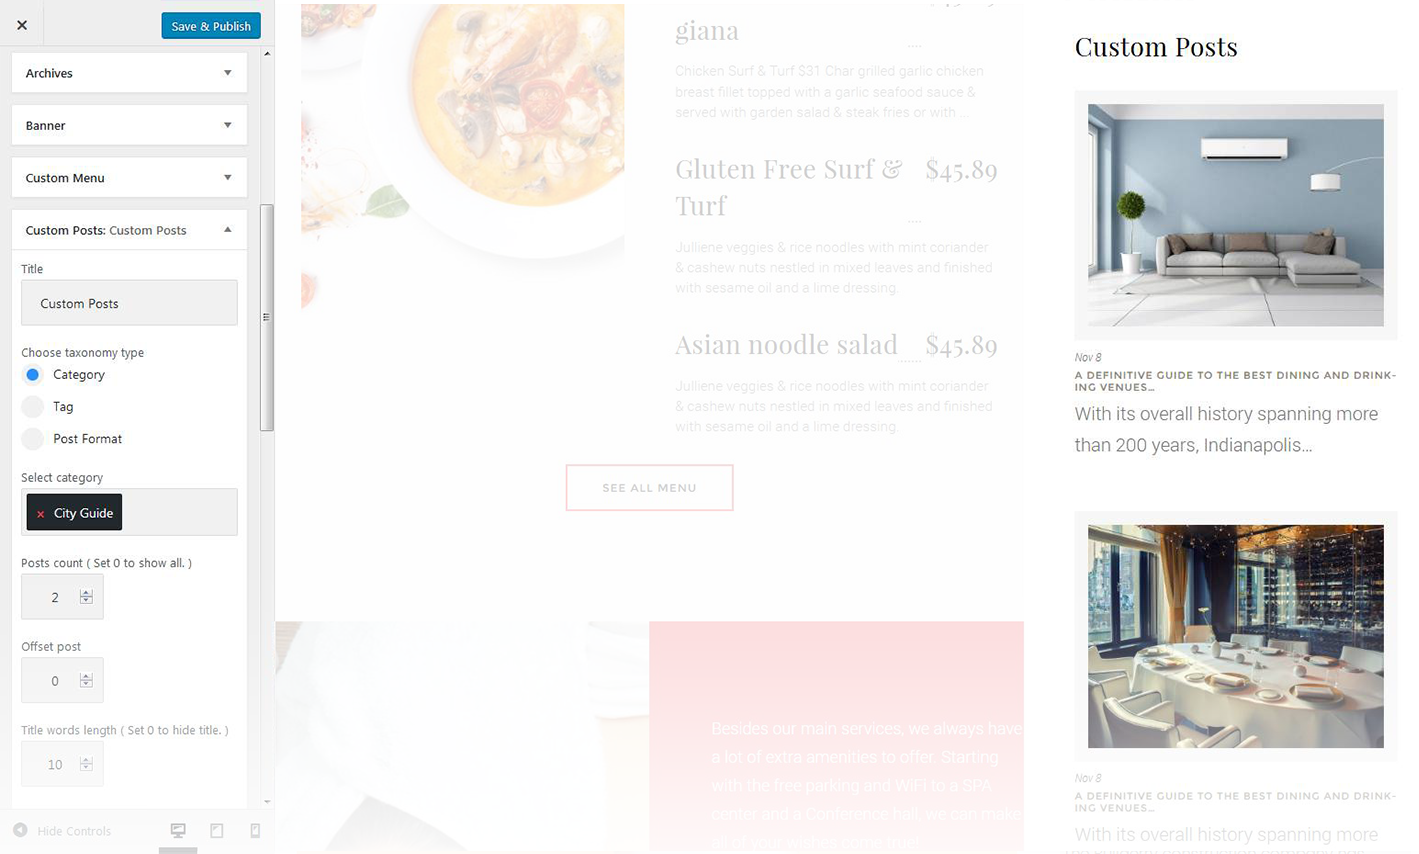 Save & Publish
Archives
Banner
Custom Menu
Custom Posts: Custom Posts
Title
Custom Posts
Choose taxonomy type
Category
Tag
Post Format
Select category
× City Guide
Posts count ( Set 0 to show all. )
2
Offset post
0
Title words length ( Set 0 to hide title. )
10
Hide Controls
giana
Chicken Surf & Turf $31 Char grilled garlic chicken
breast fillet topped with a garlic seafood sauce &
served with garden salad & steak fries or with ...
Gluten Free Surf & $45.89
Turf
Julliene veggies & rice noodles with mint coriander
& cashew nuts nestled in mixed leaves and finished
with sesame oil and a lime dressing.
Asian noodle salad $45.89
Julliene veggies & rice noodles with mint coriander
& cashew nuts nestled in mixed leaves and finished
with sesame oil and a lime dressing.
SEE ALL MENU
Besides our main services, we always have
a lot of extra amenities to offer. Starting
with the free parking and WiFi to a SPA
center and a Conference hall, we can make
all of your wishes come true!
Custom Posts
Nov 8
A DEFINITIVE GUIDE TO THE BEST DINING AND DRINK-
ING VENUES...
With its overall history spanning more
than 200 years, Indianapolis...
Nov 8
A DEFINITIVE GUIDE TO THE BEST DINING AND DRINK-
ING VENUES...
With its overall history spanning more